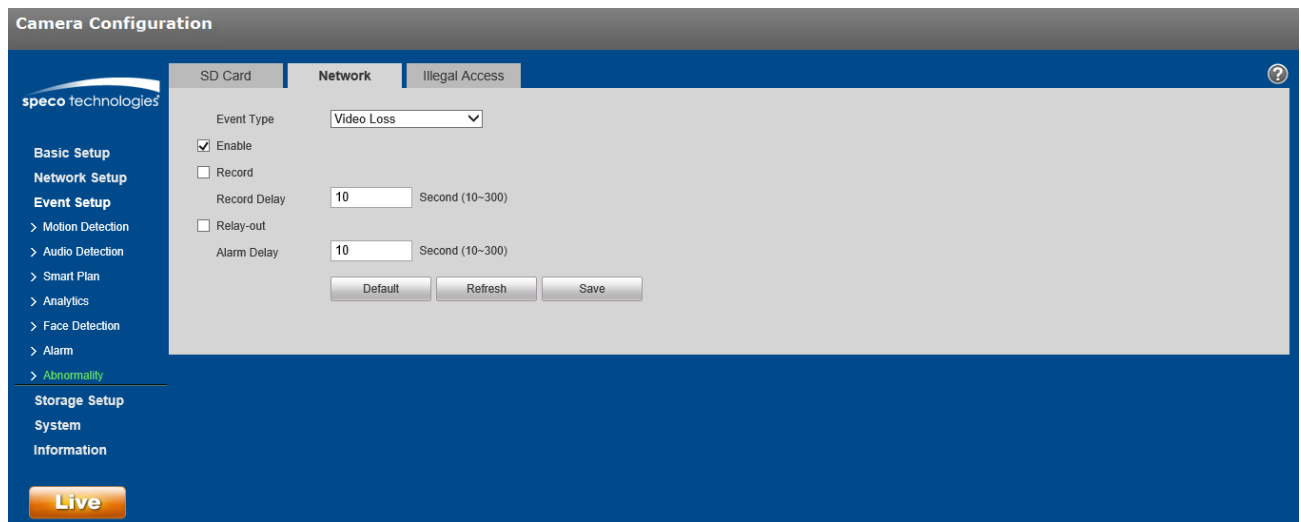 Camera Configuration
speco technologies®
SD Card Network Illegal Access ?
Event Type Video Loss
Enable
Record
Record Delay 10 Second (10~300)
Relay-out
Alarm Delay 10 Second (10~300)
Default Refresh Save
Basic Setup
Network Setup
Event Setup
> Motion Detection
> Audio Detection
> Smart Plan
> Analytics
> Face Detection
> Alarm
> Abnormality
Storage Setup
System
Information
Live